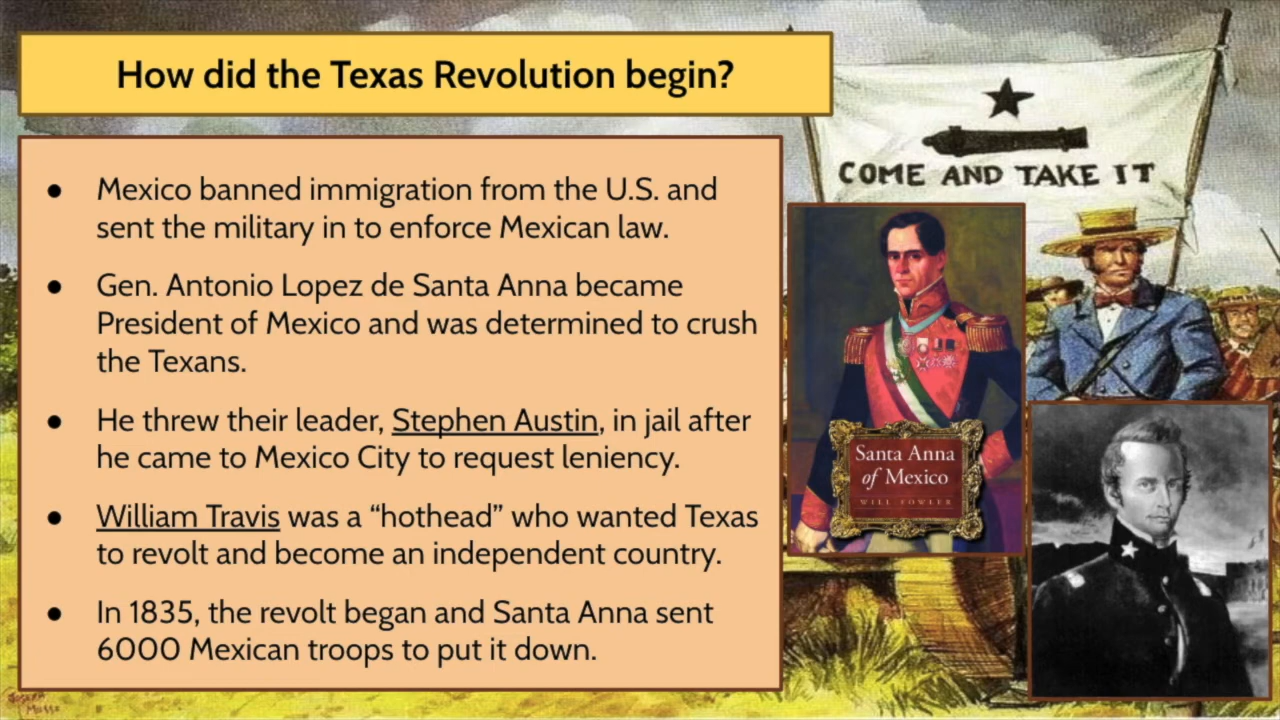 How did the Texas Revolution begin?
COME AND TAKE IT
● Mexico banned immigration from the U.S. and
sent the military in to enforce Mexican law.
● Gen. Antonio Lopez de Santa Anna became
President of Mexico and was determined to crush
the Texans.
● He threw their leader, Stephen Austin, in jail after
he came to Mexico City to request leniency.
● William Travis was a “hothead” who wanted Texas
to revolt and become an independent country.
● In 1835, the revolt began and Santa Anna sent
6000 Mexican troops to put it down.
Santa Anna
of Mexico
WILL FOWLER
JOSEPH
MUSSO